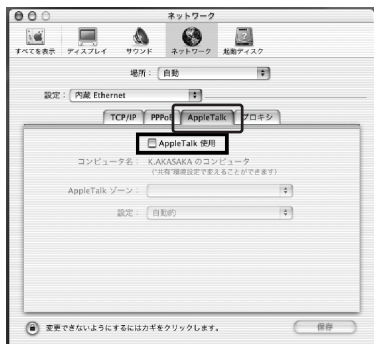 ネットワーク
すべてを表示 ディスプレイ サウンド ネットワーク 起動ディスク
場所： 自動
設定： 内蔵 Ethernet
TCP/IP PPPoE AppleTalk プロキシ
AppleTalk 使用
コンピュータ名： K.AKASAKA のコンピュータ
("共有"環境設定で変えることができます)
AppleTalk ゾーン：
設定： 自動的
変更できないようにするにはカギをクリックします。 保存